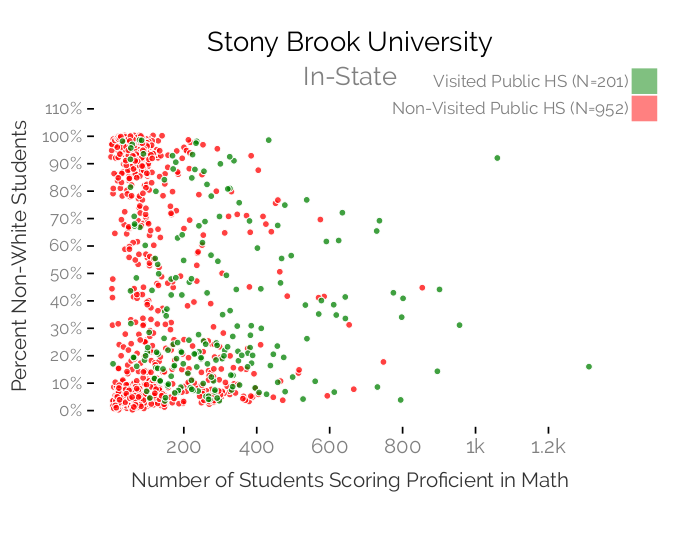 Stony Brook University
In-State
Visited Public HS (N=201)
Non-Visited Public HS (N=952)
Percent Non-White Students
110%
100%
90%
80%
70%
60%
50%
40%
30%
20%
10%
0%
200
400
600
800
1k
1.2k
Number of Students Scoring Proficient in Math